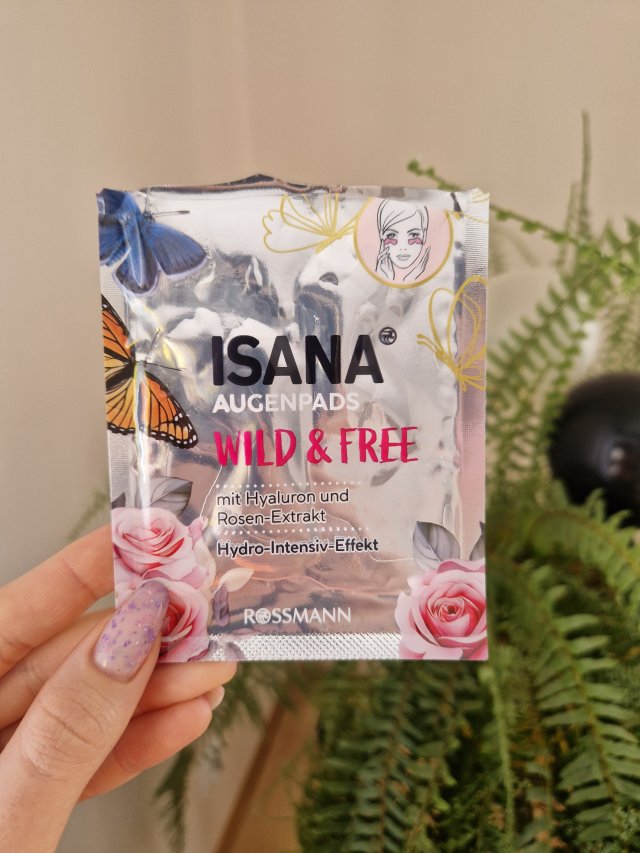 ISANA
AUGENPADS
WILD & FREE
mit Hyaluron und
Rosen-Extrakt
Hydro-Intensiv-Effekt
ROSSMANN